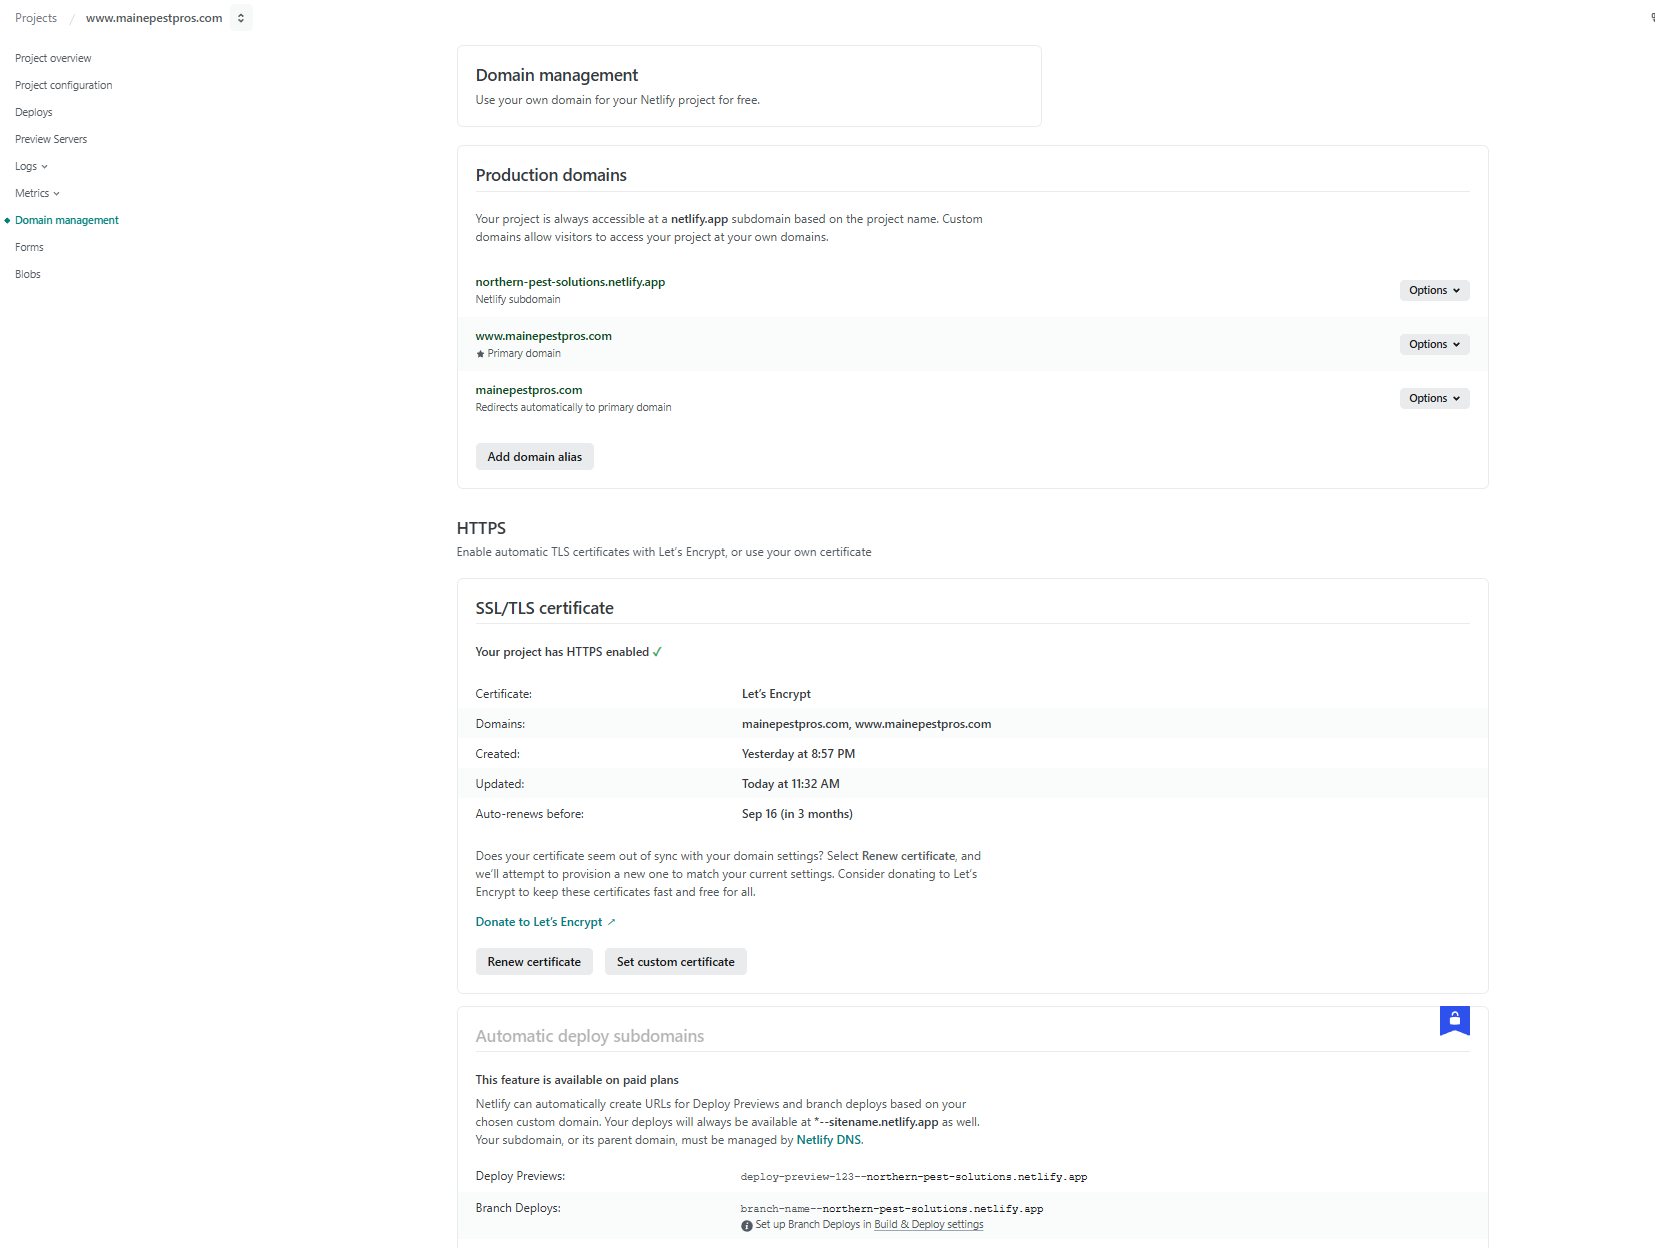 Projects / www.mainepestpros.com
Project overview
Project configuration
Deploys
Preview Servers
Logs
Metrics
Domain management
Forms
Blobs
Domain management
Use your own domain for your Netlify project for free.
Production domains
Your project is always accessible at a netlify.app subdomain based on the project name. Custom
domains allow visitors to access your project at your own domains.
northern-pest-solutions.netlify.app
Netlify subdomain
Options
www.mainepestpros.com
★ Primary domain
Options
mainepestpros.com
Redirects automatically to primary domain
Options
Add domain alias
HTTPS
Enable automatic TLS certificates with Let's Encrypt, or use your own certificate
SSL/TLS certificate
Your project has HTTPS enabled ✓
Certificate: Let's Encrypt
Domains: mainepestpros.com, www.mainepestpros.com
Created: Yesterday at 8:57 PM
Updated: Today at 11:32 AM
Auto-renews before: Sep 16 (in 3 months)
Does your certificate seem out of sync with your domain settings? Select Renew certificate, and
we'll attempt to provision a new one to match your current settings. Consider donating to Let's
Encrypt to keep these certificates fast and free for all.
Donate to Let's Encrypt ↗
Renew certificate Set custom certificate
Automatic deploy subdomains
This feature is available on paid plans
Netlify can automatically create URLs for Deploy Previews and branch deploys based on your
chosen custom domain. Your deploys will always be available at *--sitename.netlify.app as well.
Your subdomain, or its parent domain, must be managed by Netlify DNS.
Deploy Previews: deploy-preview-123--northern-pest-solutions.netlify.app
Branch Deploys: branch-name--northern-pest-solutions.netlify.app
Set up Branch Deploys in Build & Deploy settings